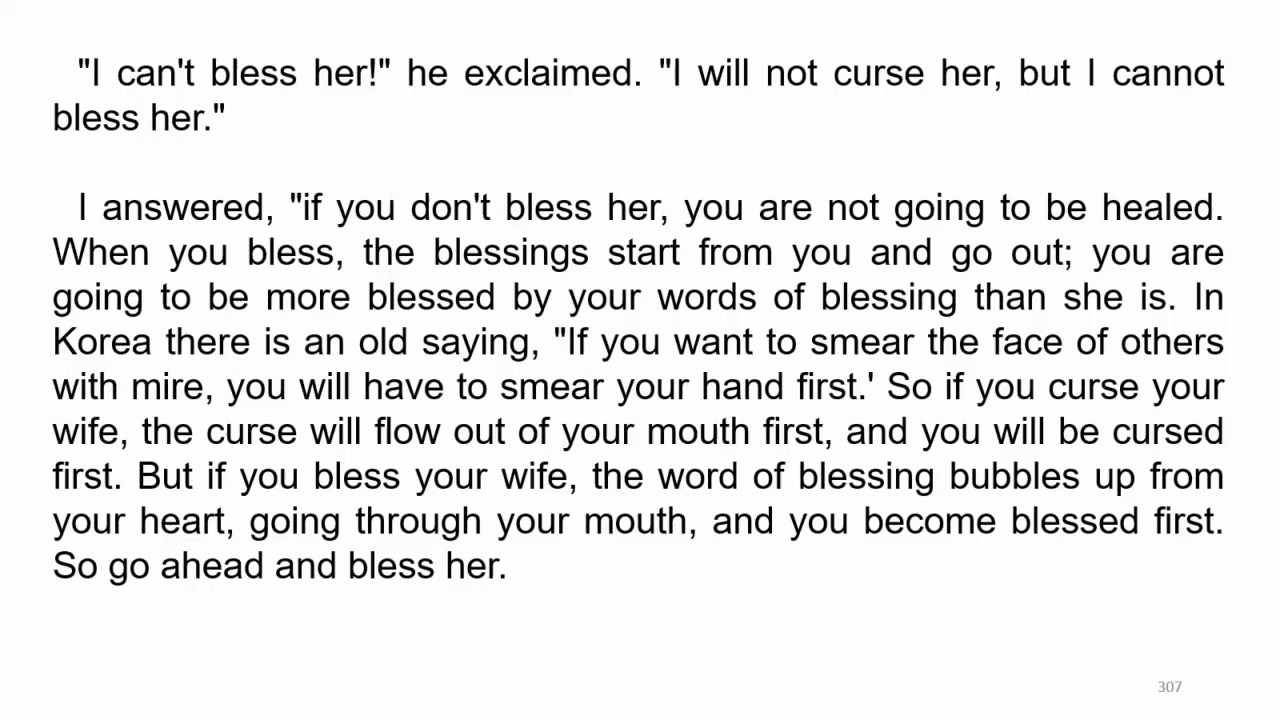 "I can't bless her!" he exclaimed. "I will not curse her, but I cannot
bless her."
I answered, "if you don't bless her, you are not going to be healed.
When you bless, the blessings start from you and go out; you are
going to be more blessed by your words of blessing than she is. In
Korea there is an old saying, "If you want to smear the face of others
with mire, you will have to smear your hand first.' So if you curse your
wife, the curse will flow out of your mouth first, and you will be cursed
first. But if you bless your wife, the word of blessing bubbles up from
your heart, going through your mouth, and you become blessed first.
So go ahead and bless her.
307